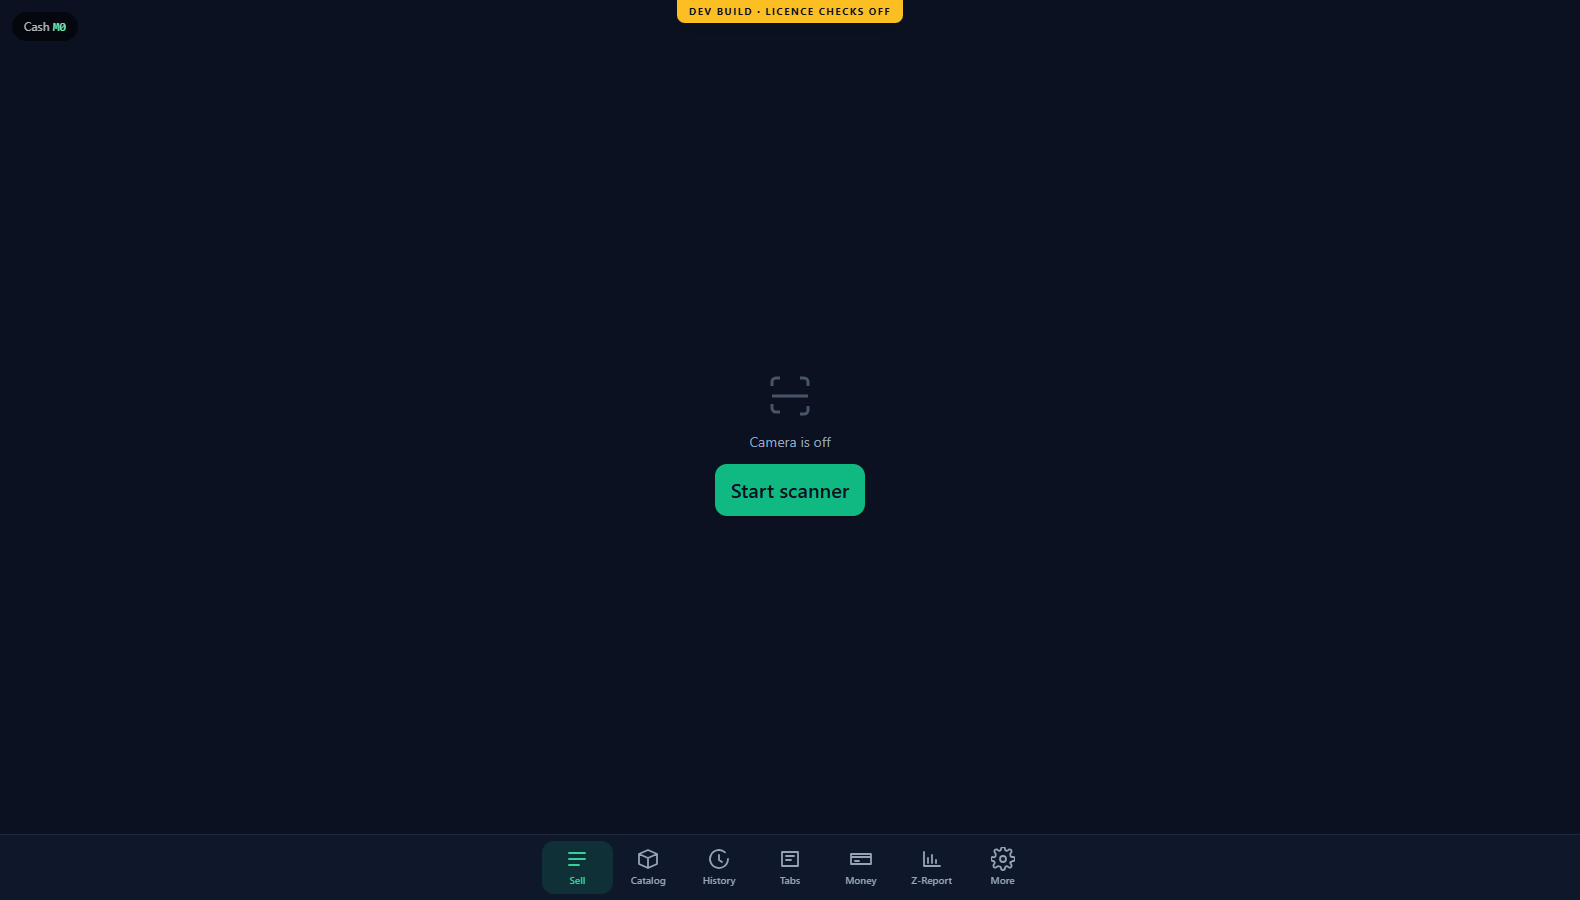 DEV BUILD · LICENCE CHECKS OFF
Cash M0
Camera is off
Start scanner
Sell
Catalog
History
Tabs
Money
Z-Report
More